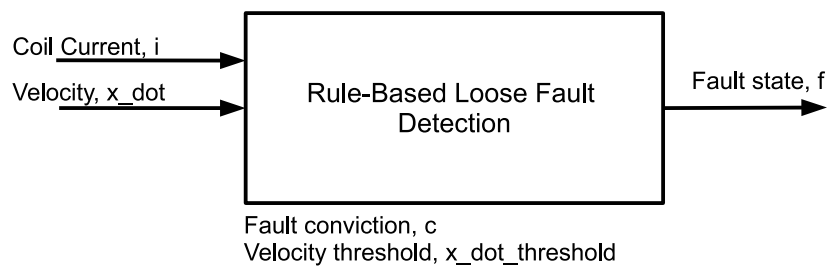 Coil Current, i
Velocity, x_dot
Rule-Based Loose Fault
Detection
Fault state, f
Fault conviction, c
Velocity threshold, x_dot_threshold